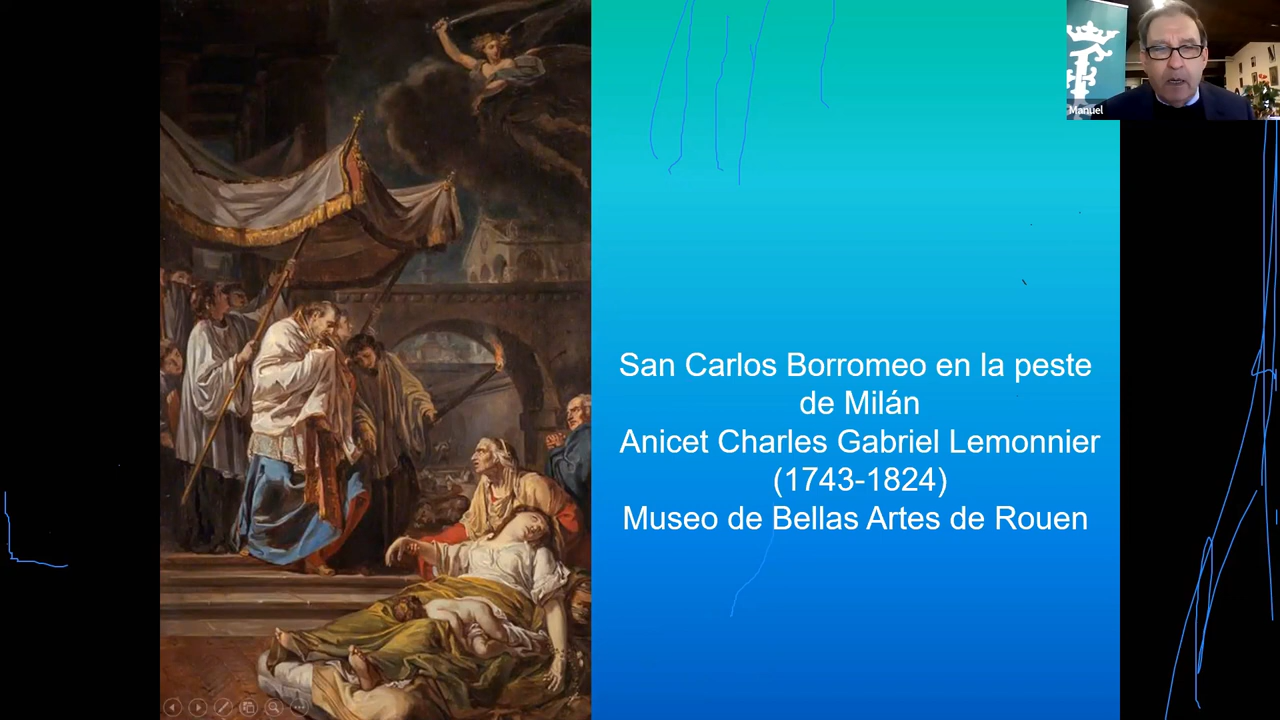 Manuel
San Carlos Borromeo en la peste
de Milán
Anicet Charles Gabriel Lemonnier
(1743-1824)
Museo de Bellas Artes de Rouen